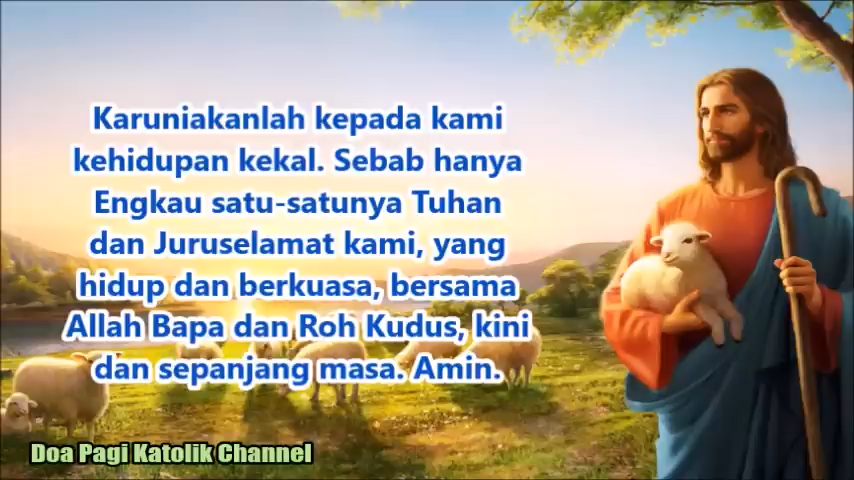 Karuniakanlah kepada kami
kehidupan kekal. Sebab hanya
Engkau satu-satunya Tuhan
dan Juruselamat kami, yang
hidup dan berkuasa, bersama
Allah Bapa dan Roh Kudus, kini
dan sepanjang masa. Amin.
Doa Pagi Katolik Channel